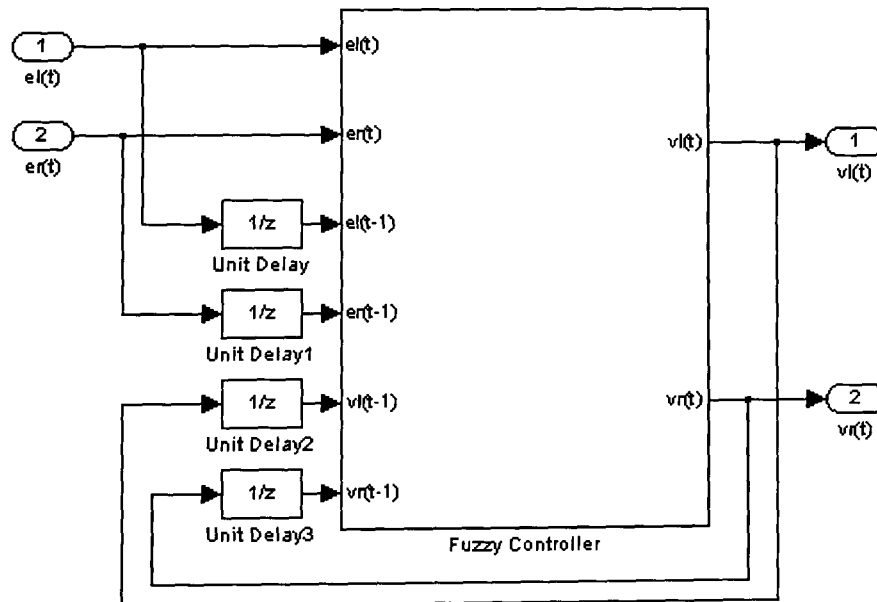 1
el(t)
2
er(t)
el(t)
er(t)
1/z
el(t-1)
Unit Delay
1/z
er(t-1)
Unit Delay1
1/z
vl(t-1)
Unit Delay2
1/z
vr(t-1)
Unit Delay3
vl(t)
vr(t)
Fuzzy Controller
1
vl(t)
2
vr(t)